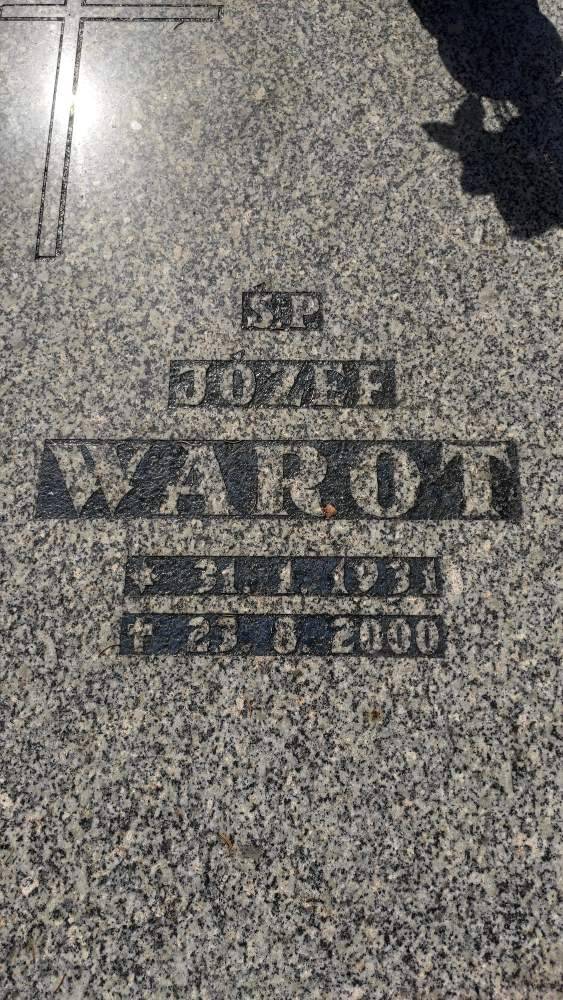 Ś.P
JÓZEF
WAROT
* 31. 1. 1931
✝ 23. 8. 2000